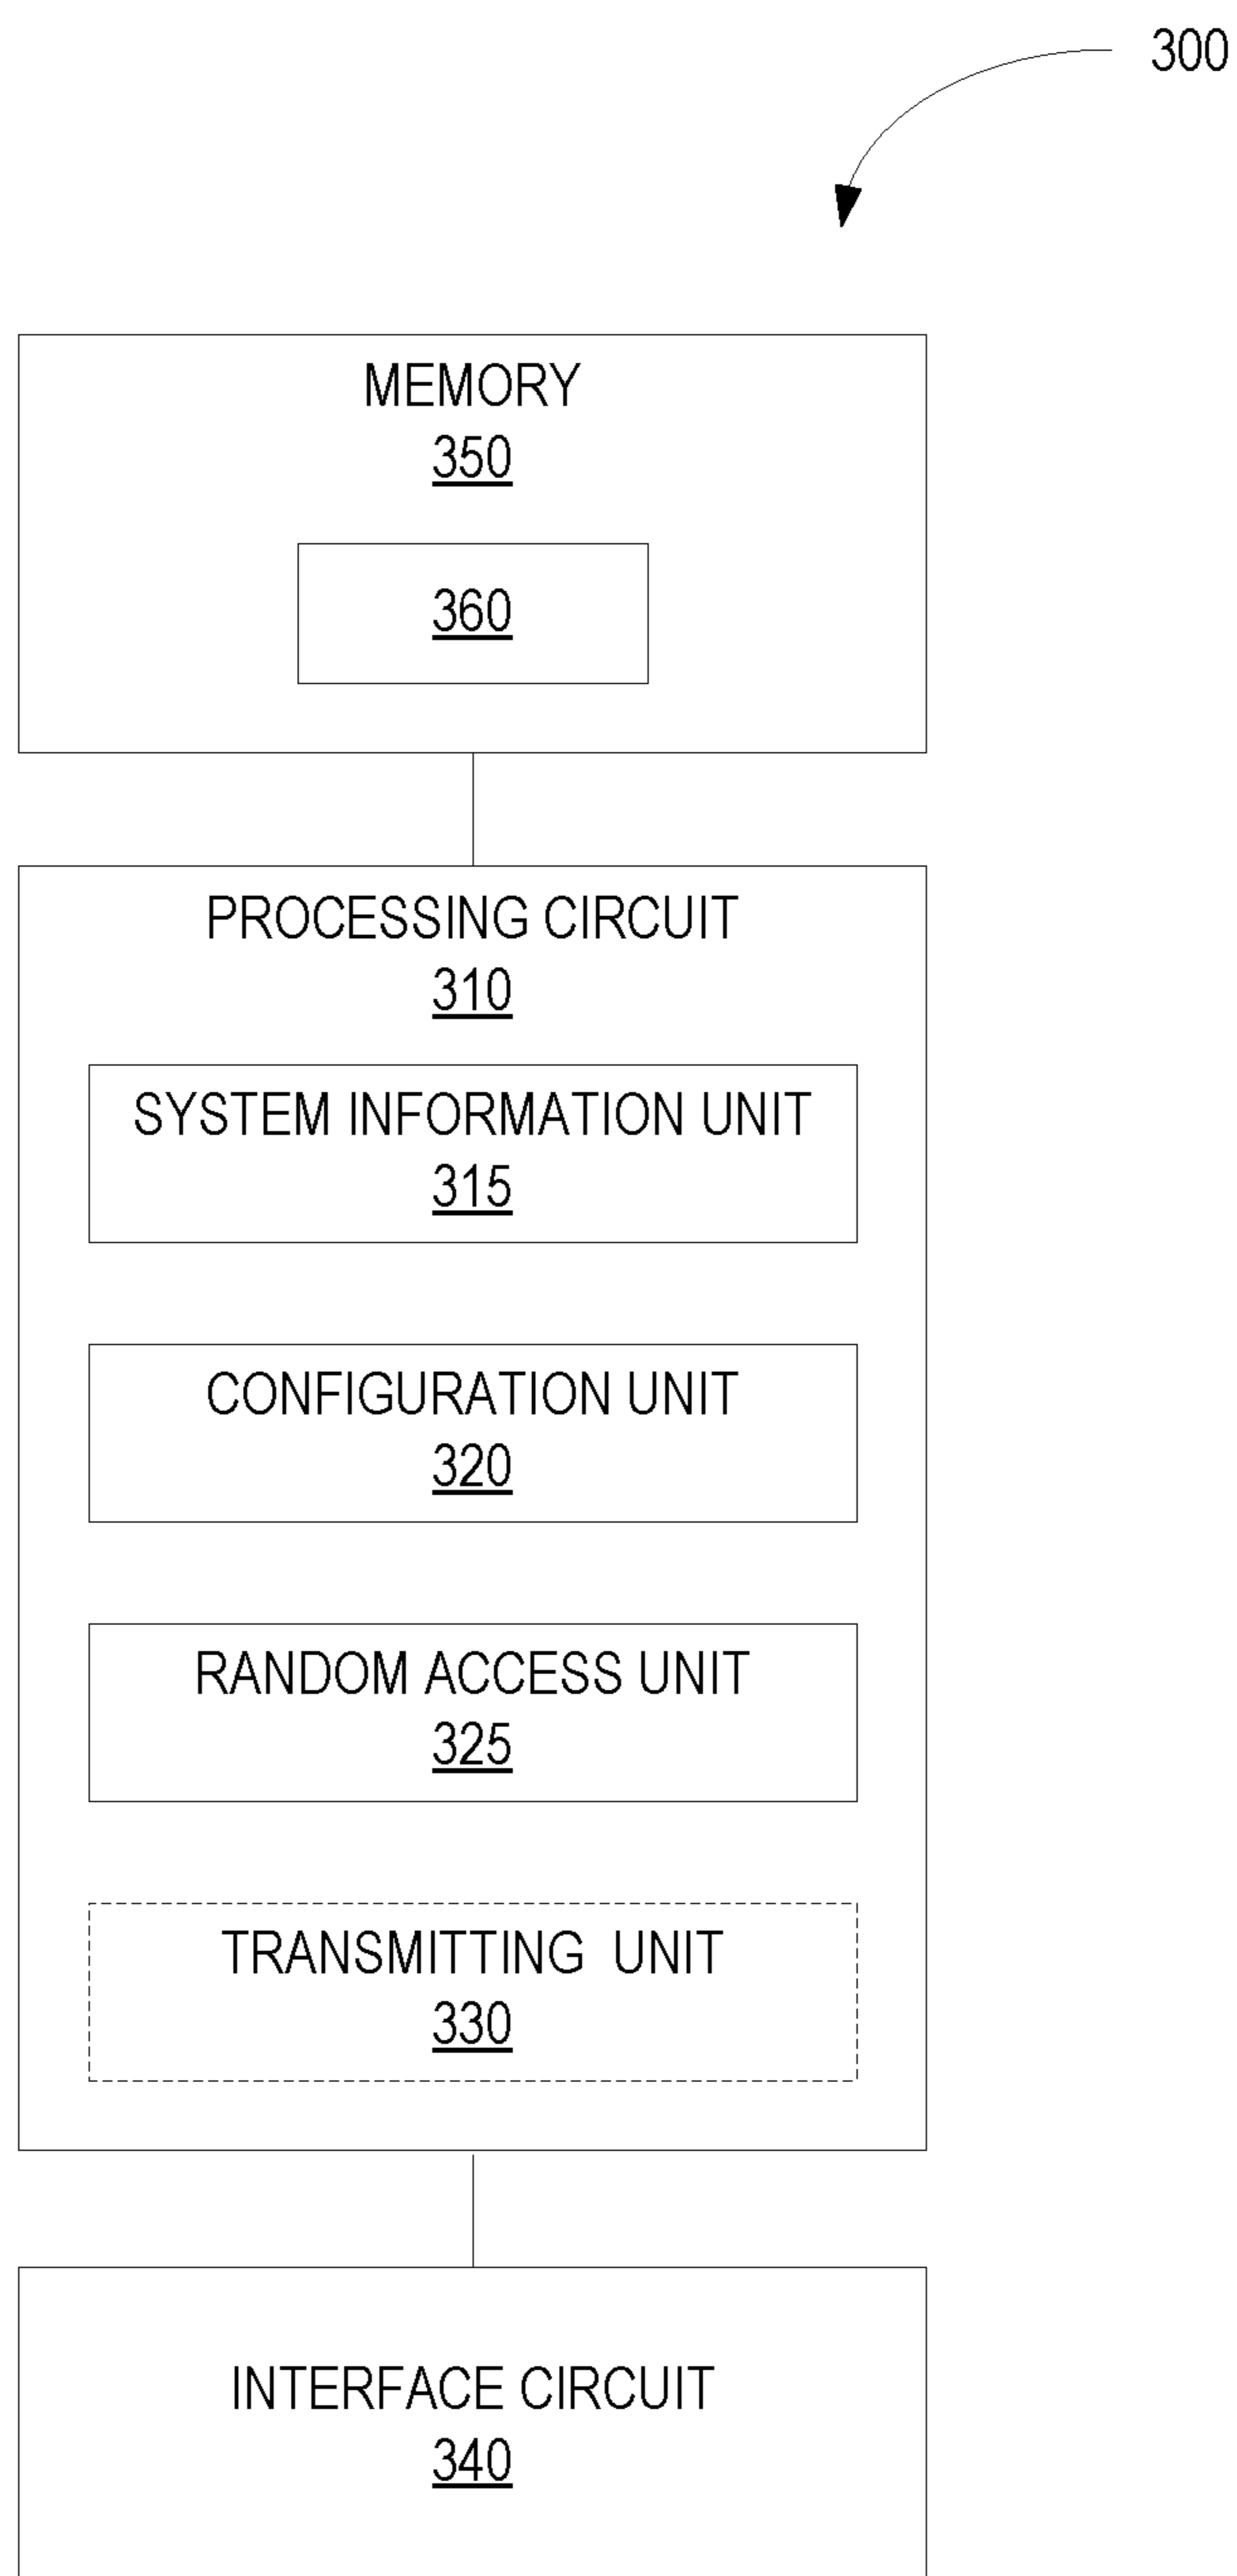 300
MEMORY
350
360
PROCESSING CIRCUIT
310
SYSTEM INFORMATION UNIT
315
CONFIGURATION UNIT
320
RANDOM ACCESS UNIT
325
TRANSMITTING UNIT
330
INTERFACE CIRCUIT
340